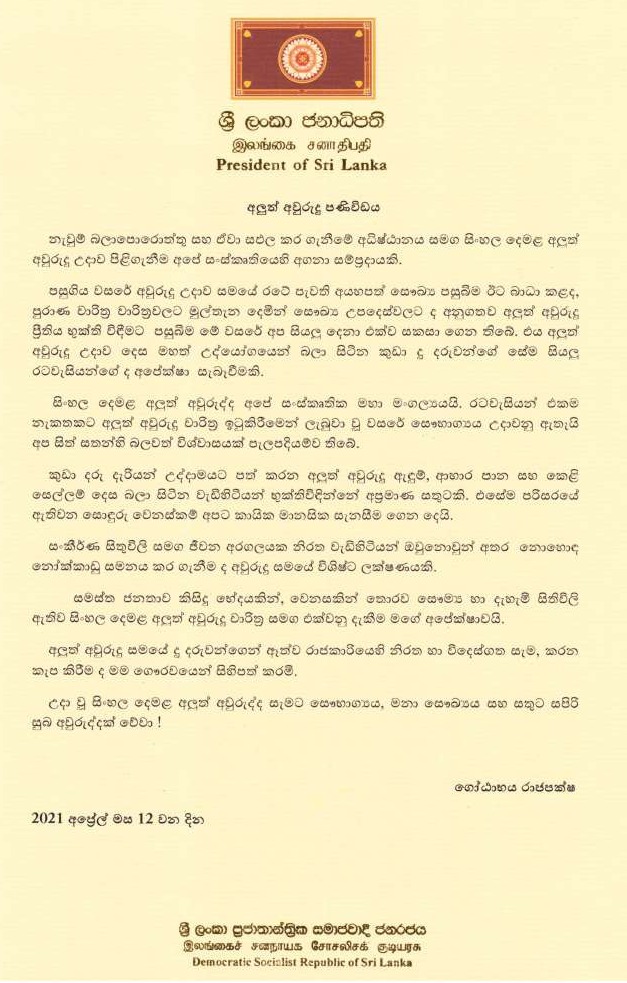 ශ්‍රී ලංකා ජනාධිපති
இலங்கை சனாதிபதி
President of Sri Lanka
අලුත් අවුරුදු පණිවිඩය
නැවුම් බලාපොරොත්තු සහ ඒවා සඵල කර ගැනීමේ අධිෂ්ඨානය සමග සිංහල දෙමළ අලුත්
අවුරුදු උදාව පිළිගැනීම අපේ සංස්කෘතියෙහි අගනා සම්ප්‍රදායකි.
පසුගිය වසරේ අවුරුදු උදාව සමයේ රටේ පැවති අයහපත් සෞඛ්‍ය පසුබිම ඊට බාධා කළද,
පුරාණ චාරිත්‍ර වාරිත්‍රවලට මුල්තැන දෙමින් සෞඛ්‍ය උපදෙස්වලට ද අනුගතව අලුත් අවුරුදු
ප්‍රීතිය භුක්ති විඳීමට පසුබිම මේ වසරේ අප සියලු දෙනා එක්ව සකසා ගෙන තිබේ. එය අලුත්
අවුරුදු උදාව දෙස මහත් උද්යෝගයෙන් බලා සිටින කුඩා දූ දරුවන්ගේ සේම සියලු
රටවැසියන්ගේ ද අපේක්ෂා සැබෑවීමකි.
සිංහල දෙමළ අලුත් අවුරුද්ද අපේ සංස්කෘතික මහා මංගල්‍යයයි. රටවැසියන් එකම
නැකතකට අලුත් අවුරුදු චාරිත්‍ර ඉටුකිරීමෙන් ලැබුවා වූ වසරේ සෞභාග්‍යය උදාවනු ඇතැයි
අප සිත් සතන්හි බලවත් විශ්වාසයක් පැලපදියම්ව තිබේ.
කුඩා දරු දැරියන් උද්දාමයට පත් කරන අලුත් අවුරුදු ඇඳුම්, ආහාර පාන සහ කෙළි
සෙල්ලම් දෙස බලා සිටින වැඩිහිටියන් භුක්තිවිඳින්නේ අප්‍රමාණ සතුටකි. එසේම පරිසරයේ
ඇතිවන සොඳුරු වෙනස්කම් අපට කායික මානසික සැනසීම ගෙන දෙයි.
සංකීර්ණ සිතුවිලි සමග ජීවන අරගලයක නිරත වැඩිහිටියන් ඔවුනොවුන් අතර නොහොඳ
නෝක්කාඩු සමනය කර ගැනීම ද අවුරුදු සමයේ විශිෂ්ට ලක්ෂණයකි.
සමස්ත ජනතාව කිසිදු භේදයකින්, වෙනසකින් තොරව සෞම්‍ය හා දැහැමි සිතිවිලි
ඇතිව සිංහල දෙමළ අලුත් අවුරුදු චාරිත්‍ර සමග එක්වනු දැකීම මගේ අපේක්ෂාවයි.
අලුත් අවුරුදු සමයේ දූ දරුවන්ගෙන් ඈත්ව රාජකාරියෙහි නිරත හා විදෙස්ගත සැම, කරන
කැප කිරීම ද මම ගෞරවයෙන් සිහිපත් කරමි.
උදා වූ සිංහල දෙමළ අලුත් අවුරුද්ද සැමට සෞභාග්‍යය, මනා සෞඛ්‍යය සහ සතුට සපිරි
සුබ අවුරුද්දක් වේවා !
ගෝඨාභය රාජපක්ෂ
2021 අප්‍රේල් මස 12 වන දින
ශ්‍රී ලංකා ප්‍රජාතාන්ත්‍රික සමාජවාදී ජනරජය
இலங்கைச் சனநாயக சோசலிசக் குடியரசு
Democratic Socialist Republic of Sri Lanka